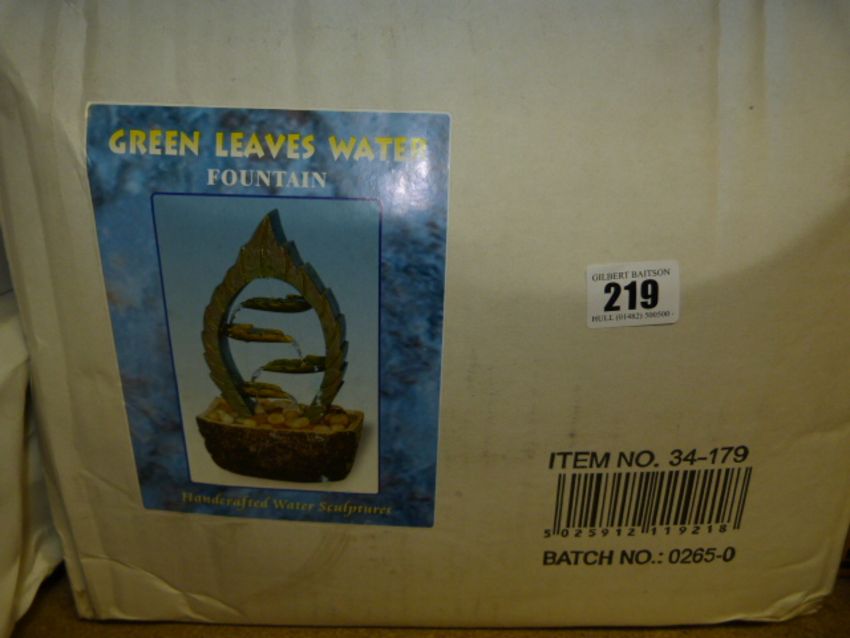 GREEN LEAVES WATER
FOUNTAIN
Handcrafted Water Sculptures
GILBERT BAITSON
219
HULL (01482) 500500 -
ITEM NO. 34-179
5 025912 119218
BATCH NO.: 0265-0